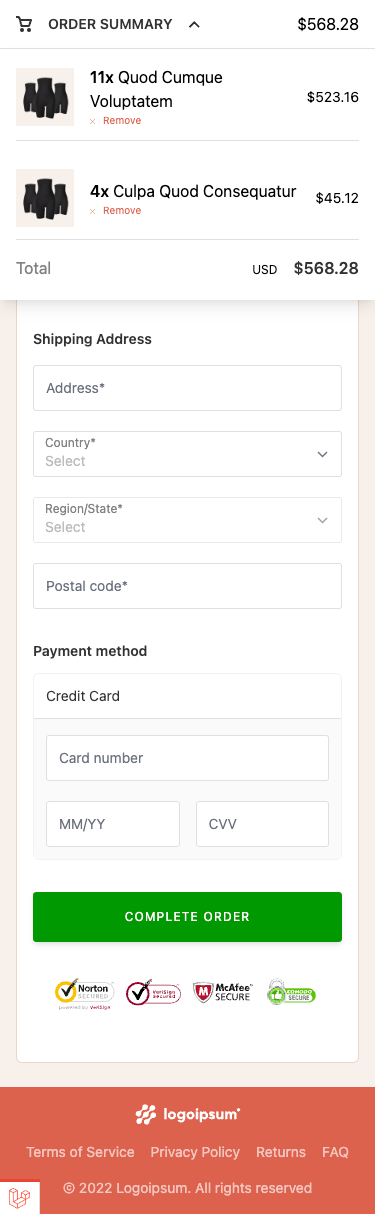 ORDER SUMMARY $568.28
11x Quod Cumque
Voluptatem
$523.16
× Remove
4x Culpa Quod Consequatur
$45.12
× Remove
Total USD $568.28
Shipping Address
Address*
Country*
Select
Region/State*
Select
Postal code*
Payment method
Credit Card
Card number
MM/YY CVV
COMPLETE ORDER
Norton
SECURED
powered by VeriSign
VeriSign
Secured
McAfee™
SECURE
COMODO
SECURE
logoipsum®
Terms of Service Privacy Policy Returns FAQ
© 2022 Logoipsum. All rights reserved